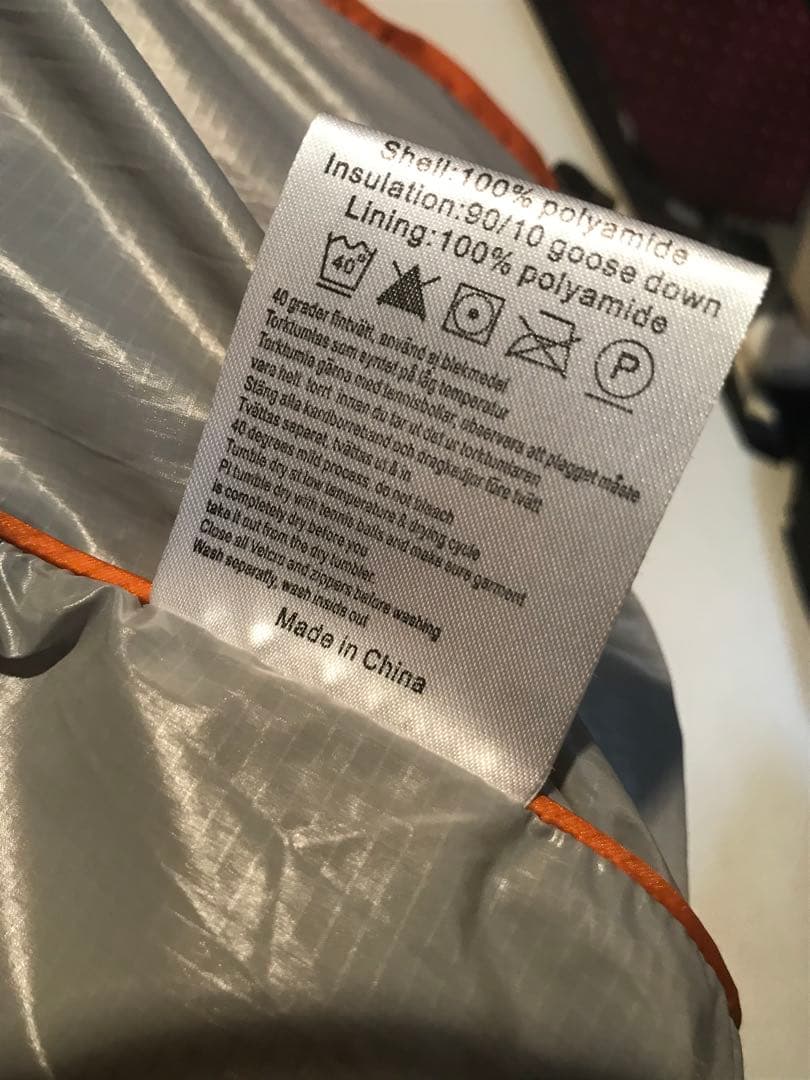 Shell:100% polyamide
Insulation:90/10 goose down
Lining:100% polyamide
40° P
40 grader fintvätt, använd ej blekmedel
Torktumlas som syntet på låg temperatur
Torktumla gärna med tennisbollar, observera att plagget måste
vara helt torrt innan du tar ut det ur torktumlaren
Stäng alla kardborreband och dragkedjor före tvätt
Tvättas separat, tvättas ut & in
40 degrees mild process, do not bleach
Tumble dry at low temperature & drying cycle
Pl tumble dry with tennis balls and make sure garment
is completely dry before you
take it out from the dry tumbler.
Close all Velcro and zippers before washing
Wash seperatly, wash inside out
Made in China